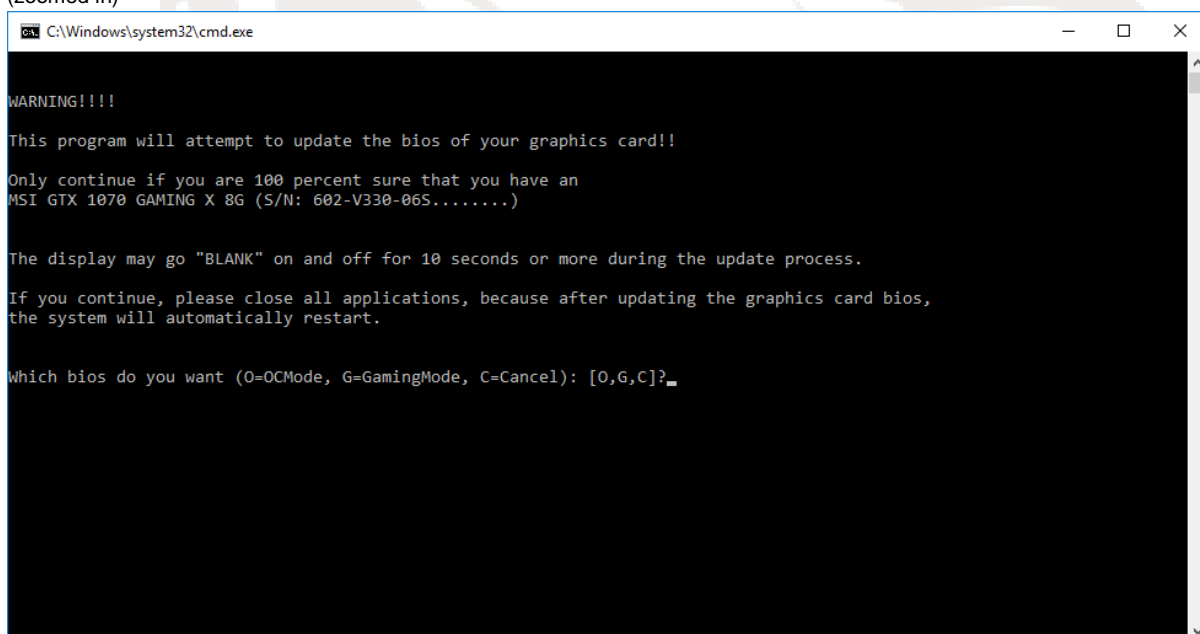 (zoomed in)
C:\Windows\system32\cmd.exe
WARNING!!!!
This program will attempt to update the bios of your graphics card!!
Only continue if you are 100 percent sure that you have an
MSI GTX 1070 GAMING X 8G (S/N: 602-V330-06S........)
The display may go "BLANK" on and off for 10 seconds or more during the update process.
If you continue, please close all applications, because after updating the graphics card bios,
the system will automatically restart.
Which bios do you want (O=OCMode, G=GamingMode, C=Cancel): [O,G,C]?